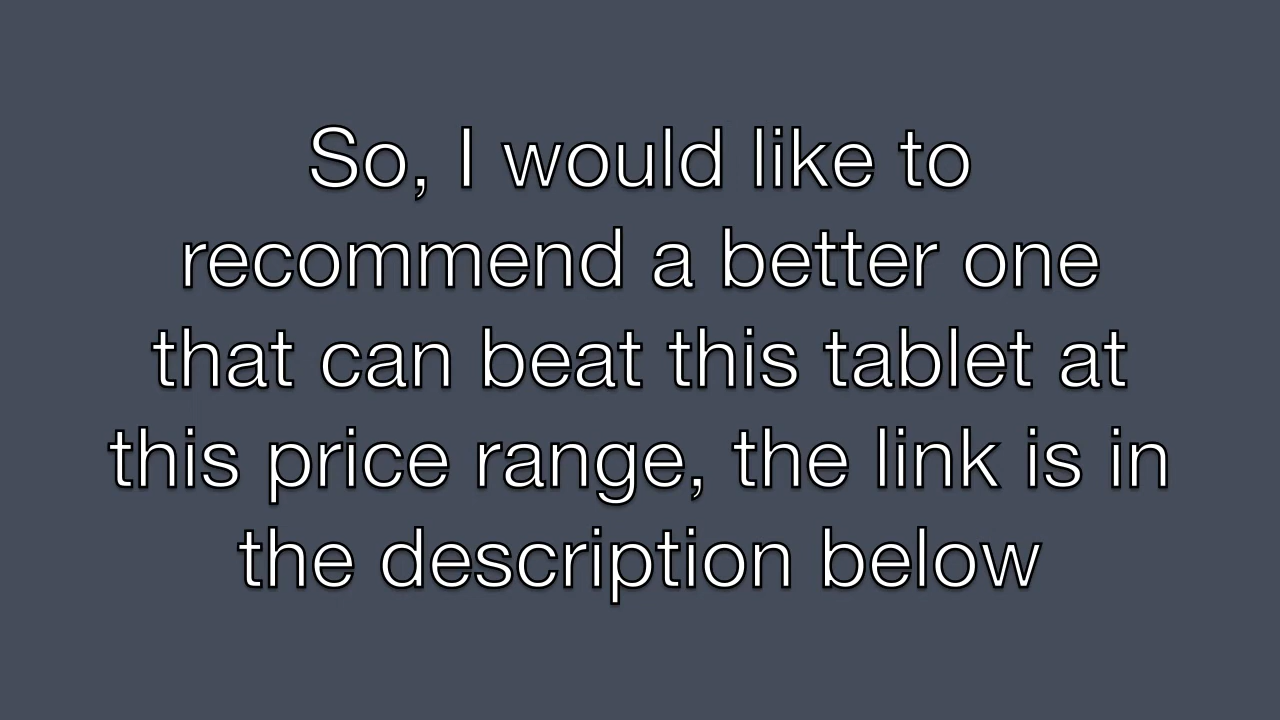 So, I would like to
recommend a better one
that can beat this tablet at
this price range, the link is in
the description below